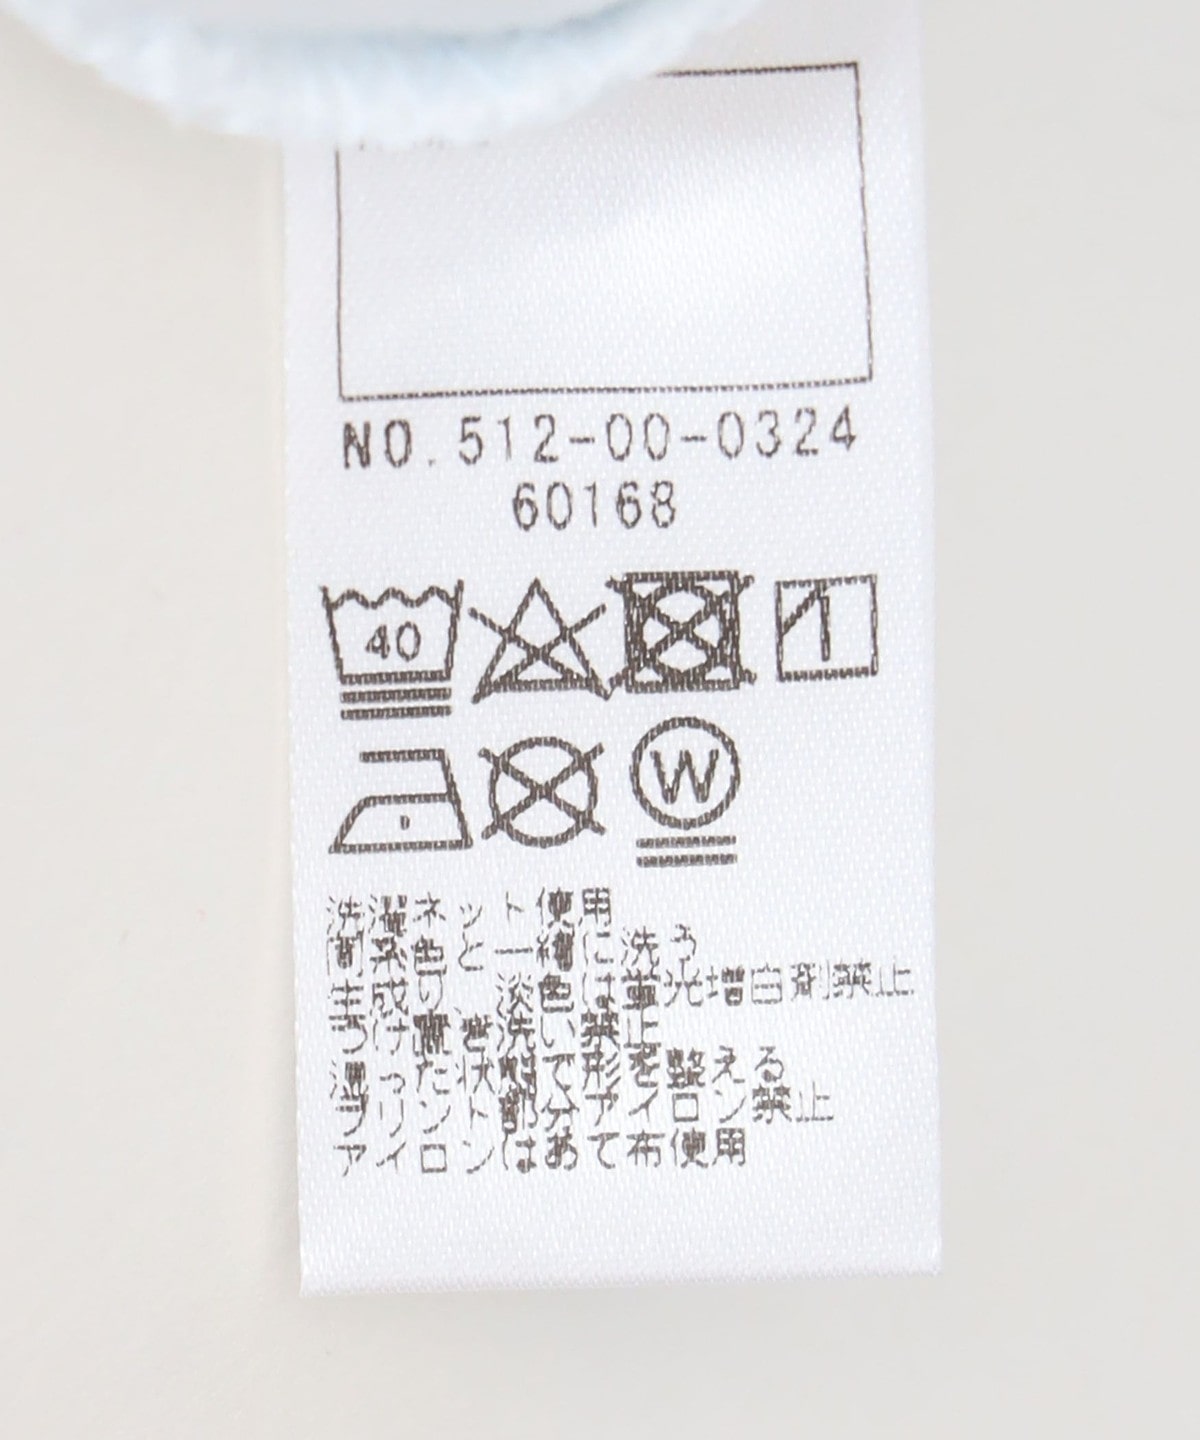 NO.512-00-0324
60168
40
W
洗濯ネット使用
同系色と一緒に洗う
生成り、淡色は蛍光増白剤禁止
つけ置き洗い禁止
湿った状態で形を整える
プリント部分アイロン禁止
アイロンはあて布使用